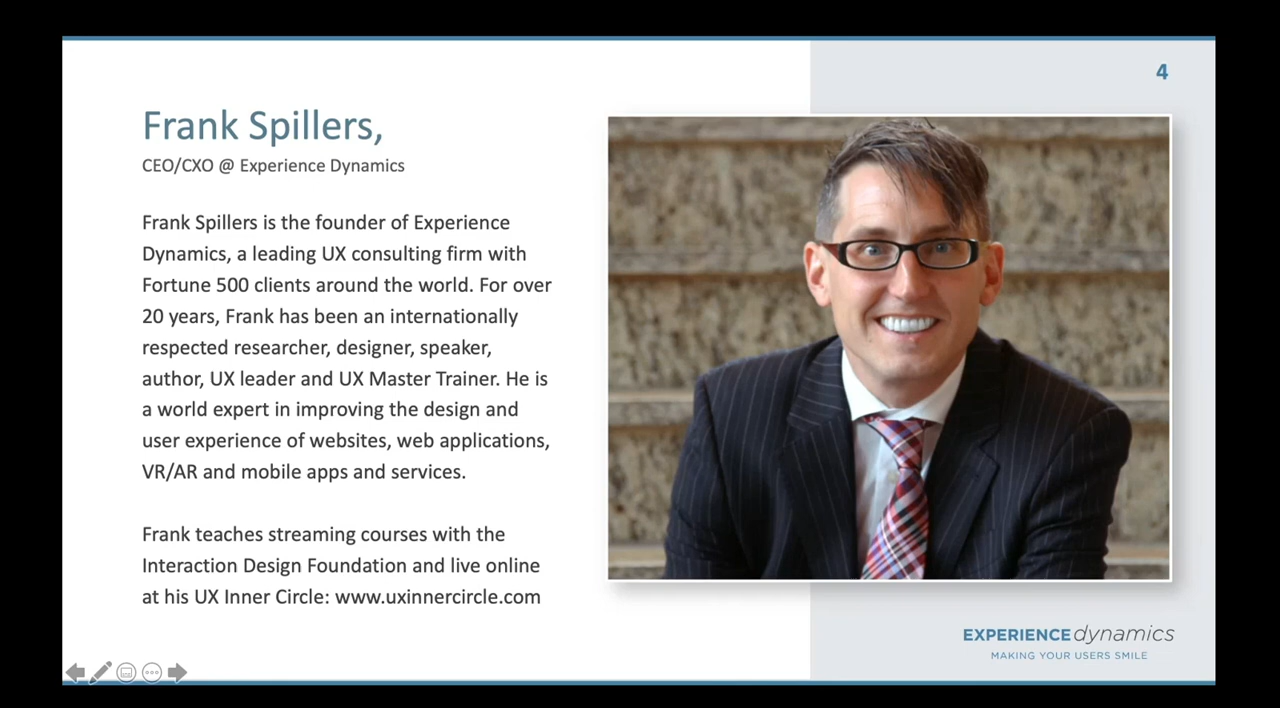 4
Frank Spillers,
CEO/CXO @ Experience Dynamics
Frank Spillers is the founder of Experience
Dynamics, a leading UX consulting firm with
Fortune 500 clients around the world. For over
20 years, Frank has been an internationally
respected researcher, designer, speaker,
author, UX leader and UX Master Trainer. He is
a world expert in improving the design and
user experience of websites, web applications,
VR/AR and mobile apps and services.
Frank teaches streaming courses with the
Interaction Design Foundation and live online
at his UX Inner Circle: www.uxinnercircle.com
EXPERIENCE dynamics
MAKING YOUR USERS SMILE